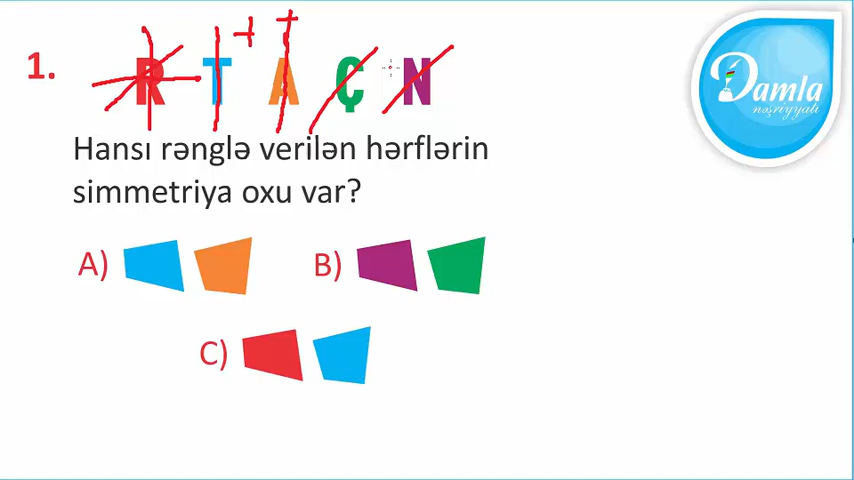 1. R T A Ç N
Hansı rənglə verilən hərflərin
simmetriya oxu var?
A)
B)
C)
Damla
nəşriyyatı